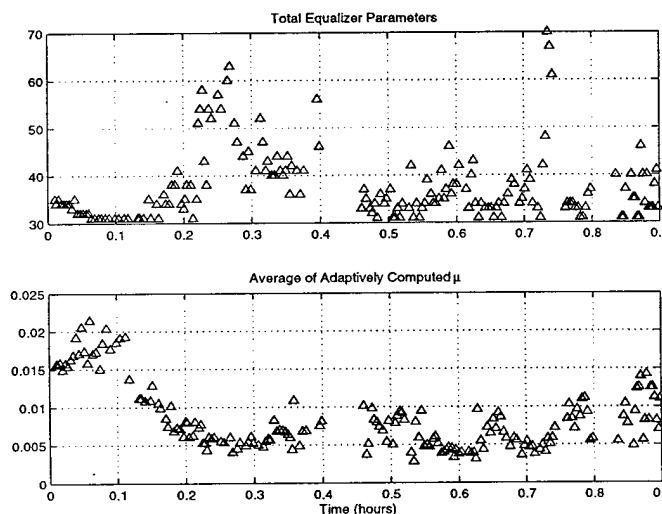 Total Equalizer Parameters
70
60
50
40
30
0 0.1 0.2 0.3 0.4 0.5 0.6 0.7 0.8 0.
Average of Adaptively Computed μ
0.025
0.02
0.015
0.01
0.005
0
0 0.1 0.2 0.3 0.4 0.5 0.6 0.7 0.8 0.
Time (hours)